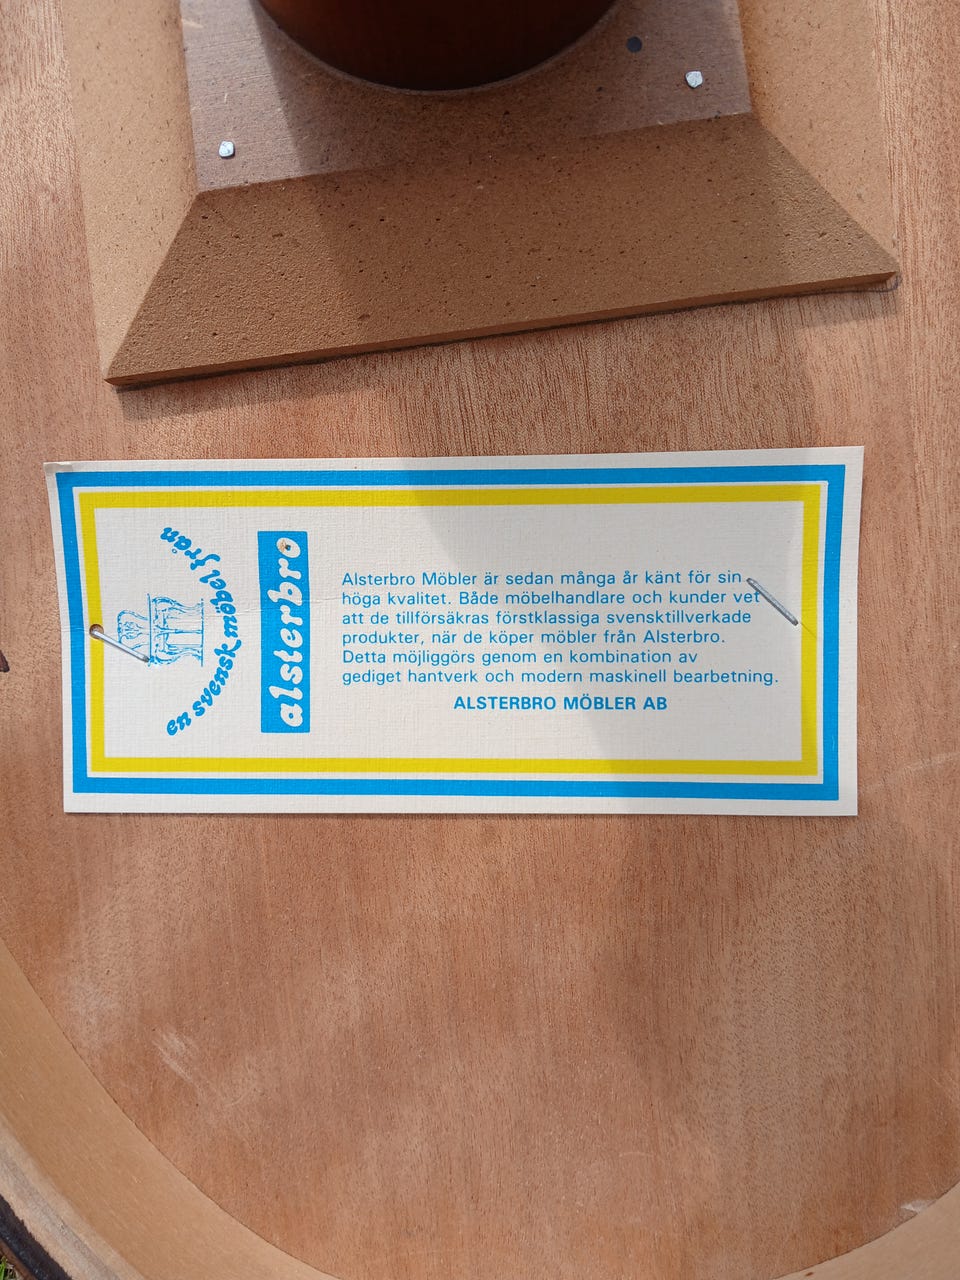 en svensk möbel från
alsterbro
Alsterbro Möbler är sedan många år känt för sin
höga kvalitet. Både möbelhandlare och kunder vet
att de tillförsäkras förstklassiga svensktillverkade
produkter, när de köper möbler från Alsterbro.
Detta möjliggörs genom en kombination av
gediget hantverk och modern maskinell bearbetning.
ALSTERBRO MÖBLER AB